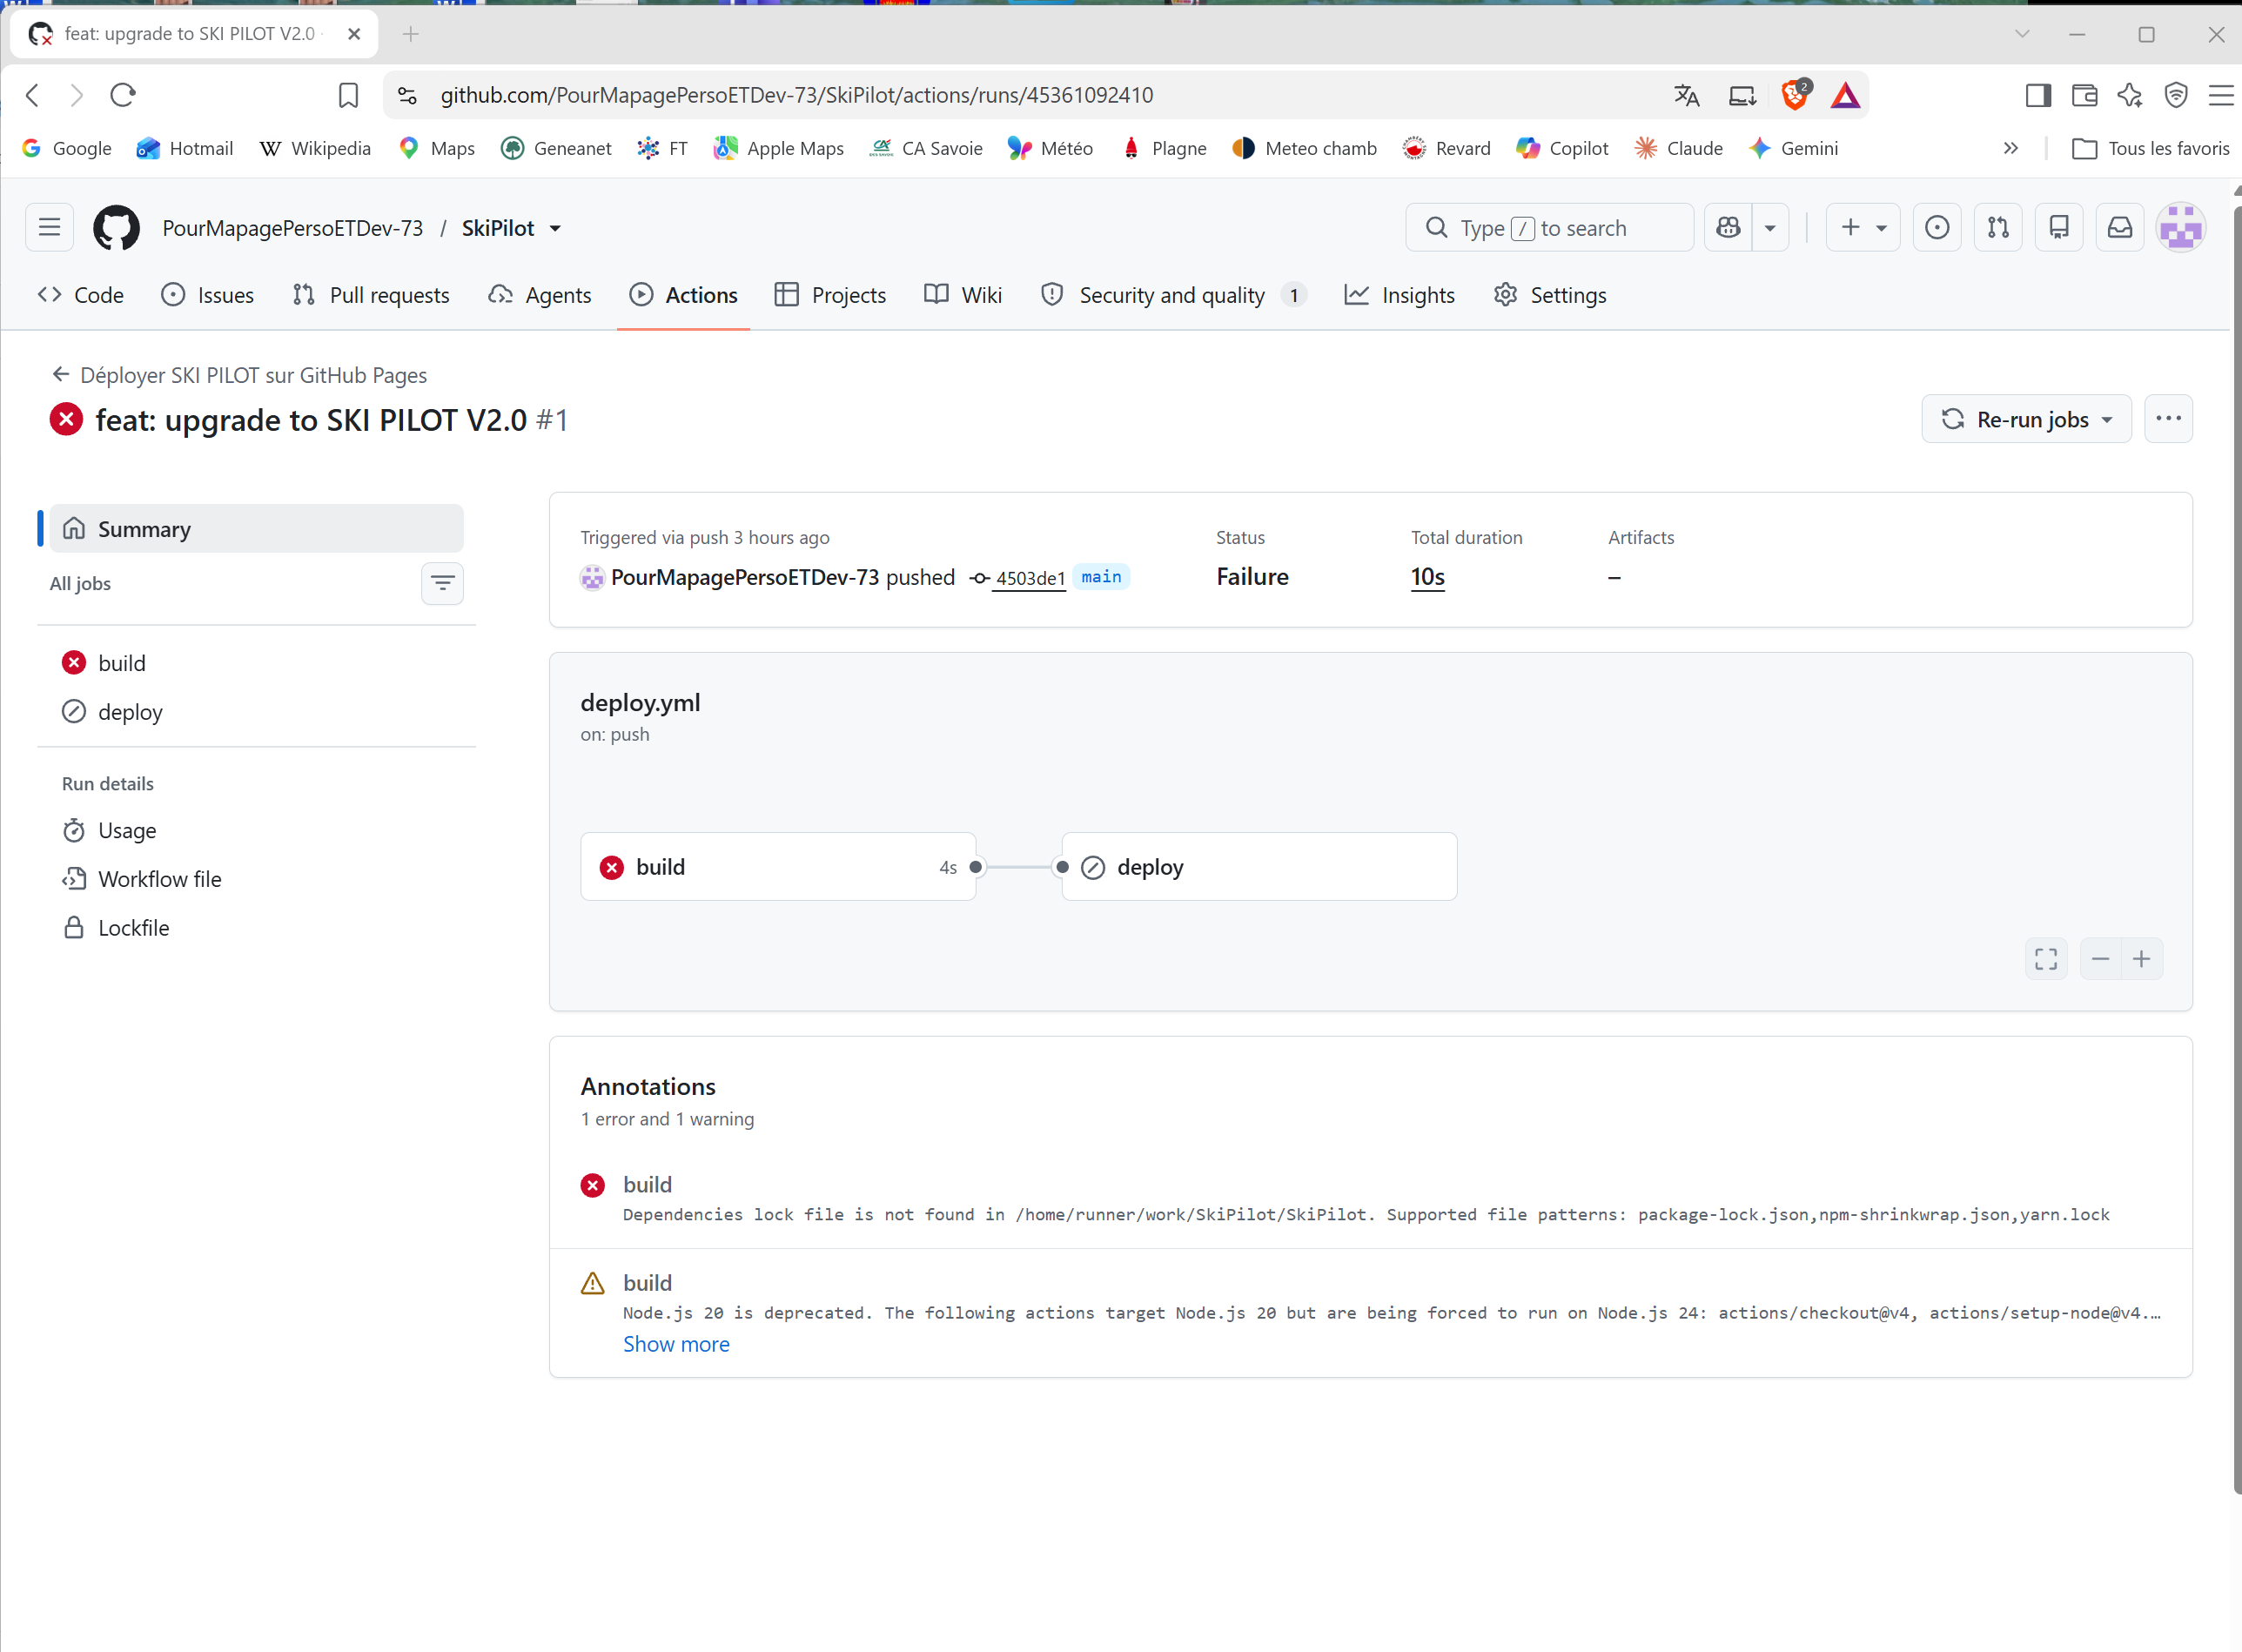 feat: upgrade to SKI PILOT V2.0
github.com/PourMapagePersoETDev-73/SkiPilot/actions/runs/45361092410
2
Google Hotmail Wikipedia Maps Geneanet FT Apple Maps CA Savoie Météo Plagne Meteo chamb Revard Copilot Claude Gemini Tous les favoris
PourMapagePersoETDev-73 / SkiPilot Type / to search
Code Issues Pull requests Agents Actions Projects Wiki Security and quality 1 Insights Settings
Déployer SKI PILOT sur GitHub Pages
feat: upgrade to SKI PILOT V2.0 #1
Re-run jobs
Summary
All jobs
build
deploy
Run details
Usage
Workflow file
Lockfile
Triggered via push 3 hours ago
PourMapagePersoETDev-73 pushed 4503de1 main
Status
Failure
Total duration
10s
Artifacts
–
deploy.yml
on: push
build 4s
deploy
Annotations
1 error and 1 warning
build
Dependencies lock file is not found in /home/runner/work/SkiPilot/SkiPilot. Supported file patterns: package-lock.json,npm-shrinkwrap.json,yarn.lock
build
Node.js 20 is deprecated. The following actions target Node.js 20 but are being forced to run on Node.js 24: actions/checkout@v4, actions/setup-node@v4.…
Show more